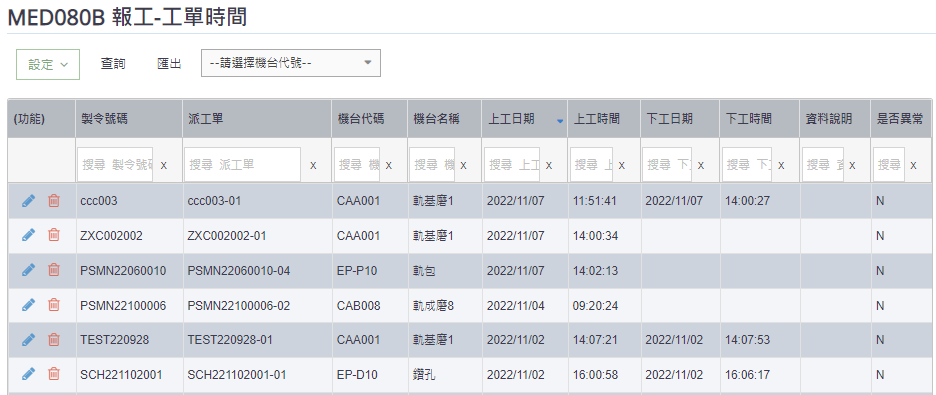 MED080B 報工-工單時間
設定 查詢 匯出 --請選擇機台代號--
(功能) 製令號碼 派工單 機台代碼 機台名稱 上工日期 上工時間 下工日期 下工時間 資料說明 是否異常
搜尋 製令號碼 x 搜尋 派工單 x 搜尋 機 x 搜尋 機 x 搜尋 上工 x 搜尋 上 x 搜尋 下 x 搜尋 下工 x 搜尋 資 x 搜尋 x
ccc003 ccc003-01 CAA001 軌基磨1 2022/11/07 11:51:41 2022/11/07 14:00:27 N
ZXC002002 ZXC002002-01 CAA001 軌基磨1 2022/11/07 14:00:34 N
PSMN22060010 PSMN22060010-04 EP-P10 軌包 2022/11/07 14:02:13 N
PSMN22100006 PSMN22100006-02 CAB008 軌成磨8 2022/11/04 09:20:24 N
TEST220928 TEST220928-01 CAA001 軌基磨1 2022/11/02 14:07:21 2022/11/02 14:07:53 N
SCH221102001 SCH221102001-01 EP-D10 鑽孔 2022/11/02 16:00:58 2022/11/02 16:06:17 N